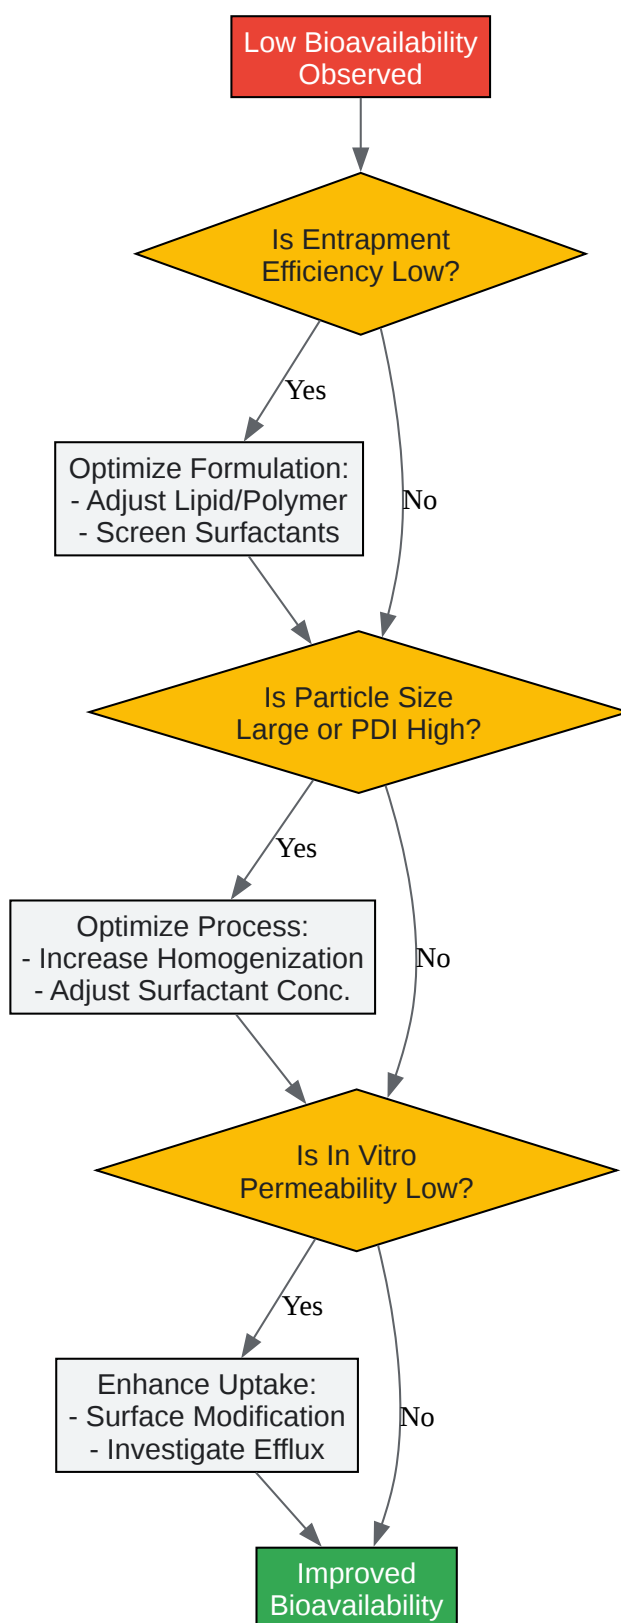 Low Bioavailability
Observed
Is Entrapment
Efficiency Low?
Yes
Optimize Formulation:
- Adjust Lipid/Polymer
- Screen Surfactants
No
Is Particle Size
Large or PDI High?
Yes
Optimize Process:
- Increase Homogenization
- Adjust Surfactant Conc.
No
Is In Vitro
Permeability Low?
Yes
Enhance Uptake:
- Surface Modification
- Investigate Efflux
No
Improved
Bioavailability